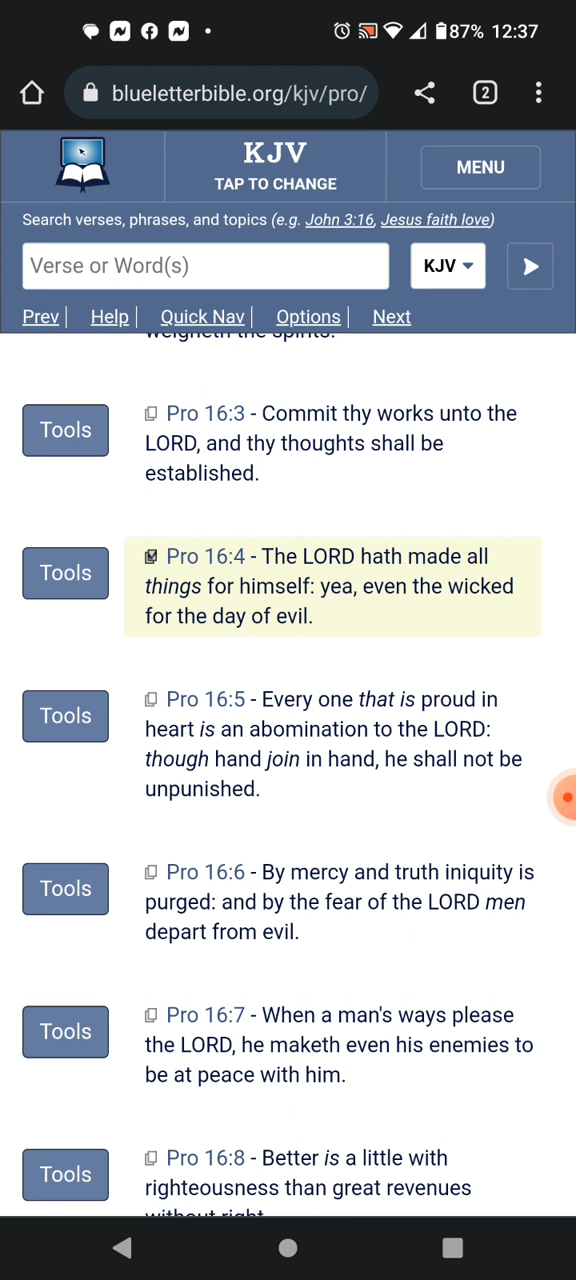 87% 12:37
blueletterbible.org/kjv/pro/
2
KJV
TAP TO CHANGE
MENU
Search verses, phrases, and topics (e.g. John 3:16, Jesus faith love)
Verse or Word(s)
KJV
Prev | Help | Quick Nav | Options | Next
weigheth the spirits.
Tools
Pro 16:3 - Commit thy works unto the
LORD, and thy thoughts shall be
established.
Tools
Pro 16:4 - The LORD hath made all
things for himself: yea, even the wicked
for the day of evil.
Tools
Pro 16:5 - Every one that is proud in
heart is an abomination to the LORD:
though hand join in hand, he shall not be
unpunished.
Tools
Pro 16:6 - By mercy and truth iniquity is
purged: and by the fear of the LORD men
depart from evil.
Tools
Pro 16:7 - When a man's ways please
the LORD, he maketh even his enemies to
be at peace with him.
Tools
Pro 16:8 - Better is a little with
righteousness than great revenues
without right.